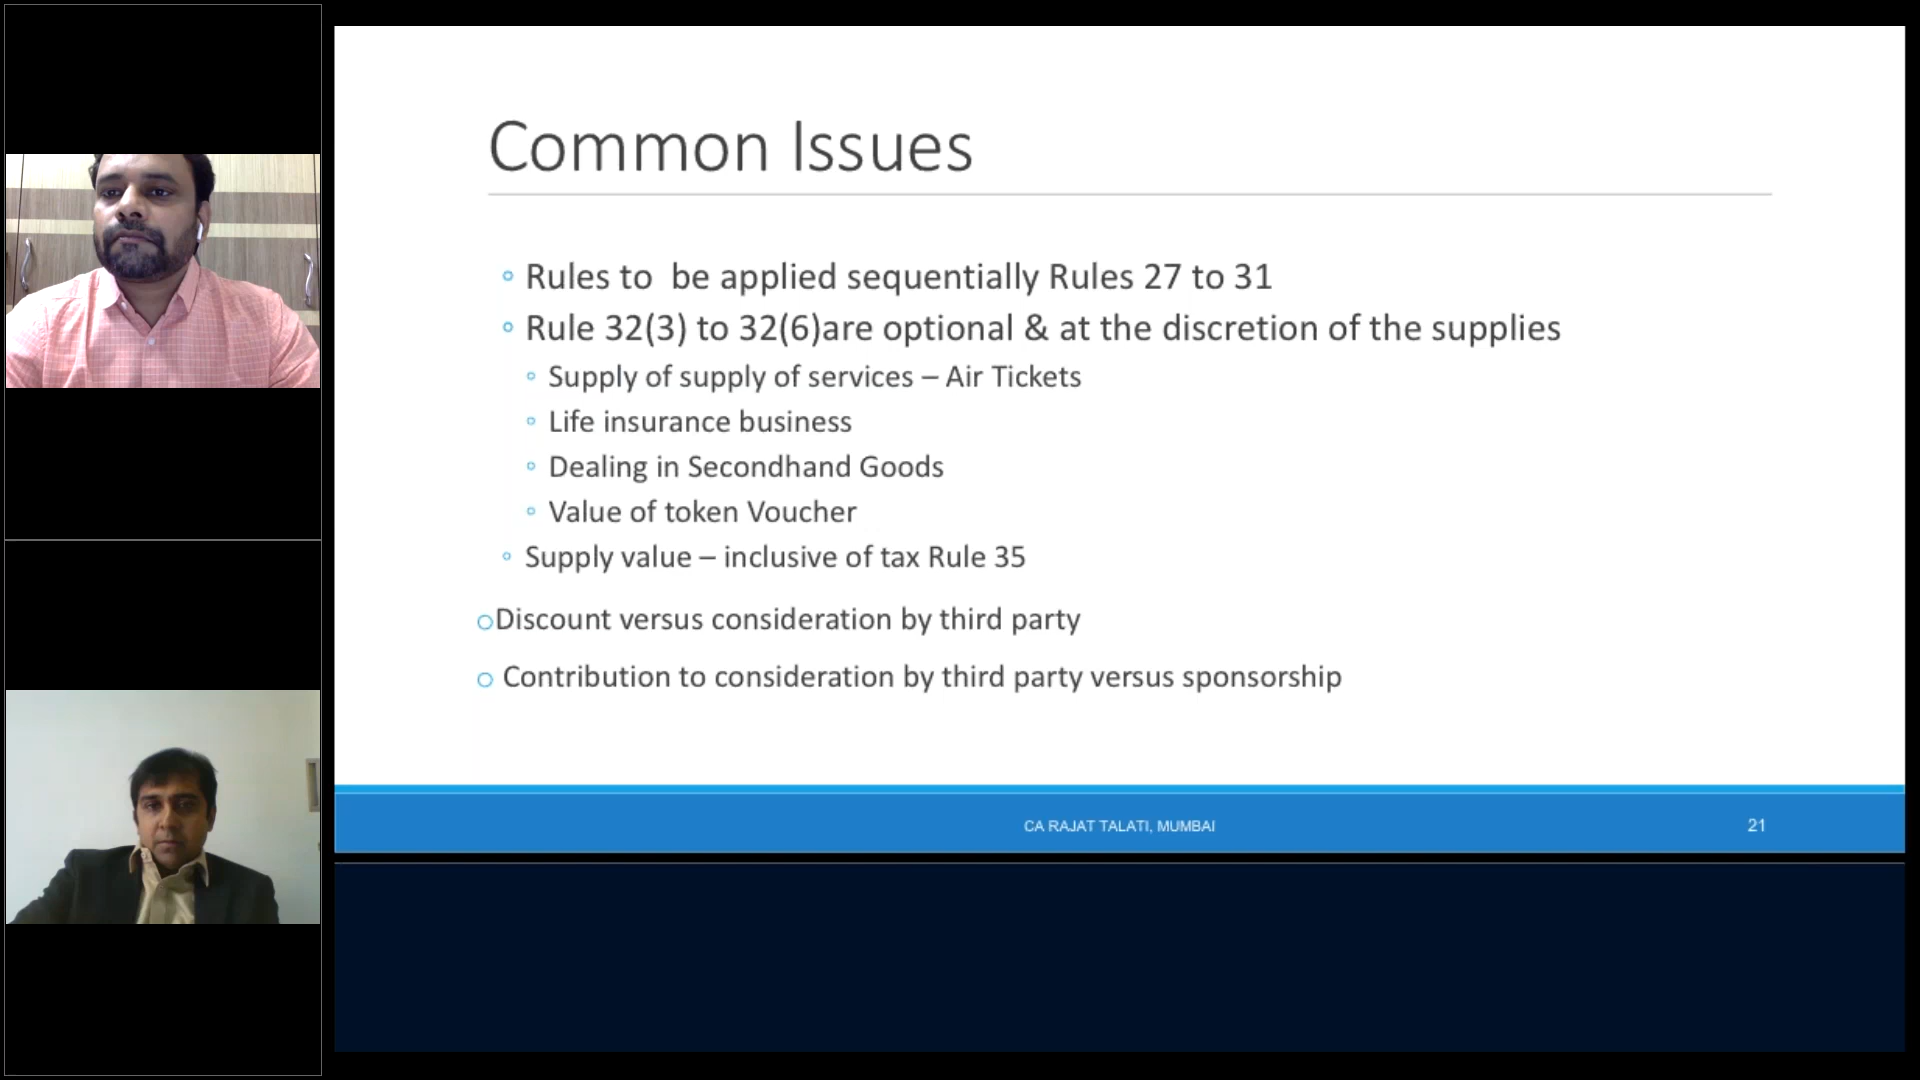 Common Issues
Rules to  be applied sequentially Rules 27 to 31
Rule 32(3) to 32(6)are optional & at the discretion of the supplies
Supply of supply of services – Air Tickets
Life insurance business
Dealing in Secondhand Goods
Value of token Voucher
Supply value – inclusive of tax Rule 35
Discount versus consideration by third party
Contribution to consideration by third party versus sponsorship
CA RAJAT TALATI, MUMBAI
21